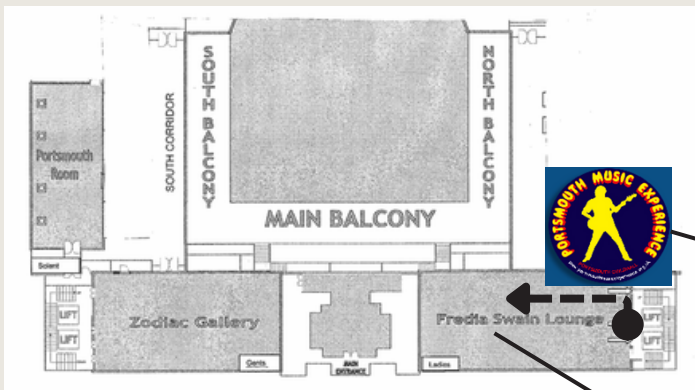 SOUTH BALCONY
NORTH BALCONY
SOUTH CORRIDOR
Portsmouth
Room
MAIN BALCONY
PORTSMOUTH MUSIC EXPERIENCE
Solent
LIFT
LIFT
Zodiac Gallery
Gents
MAIN
ENTRANCE
Ladies
Fredia Swain Lounge
LIFT
LIFT